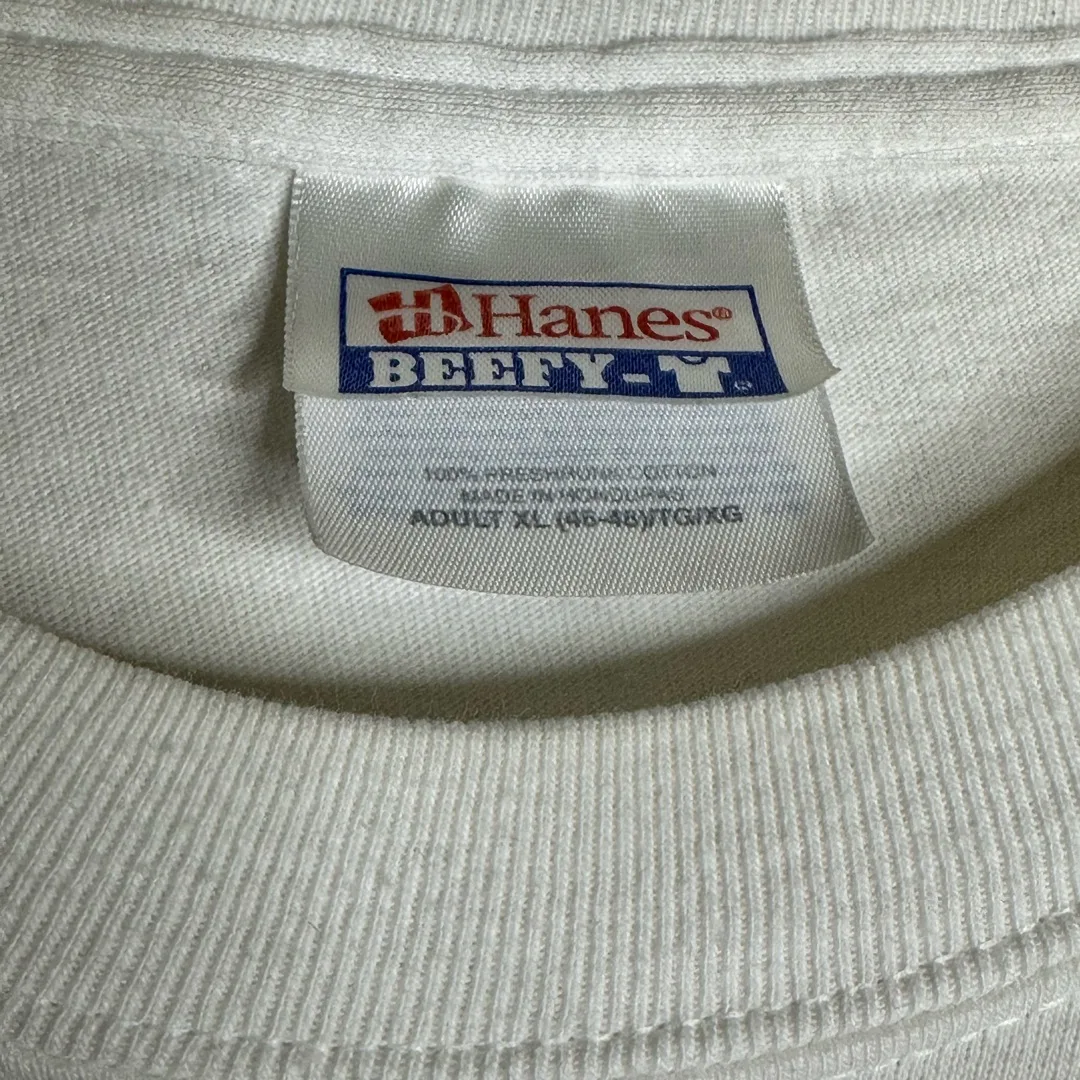 Hanes®
BEEFY-T®
100% PRESHRUNK COTTON
MADE IN HONDURAS
ADULT XL (46-48)/TG/XG